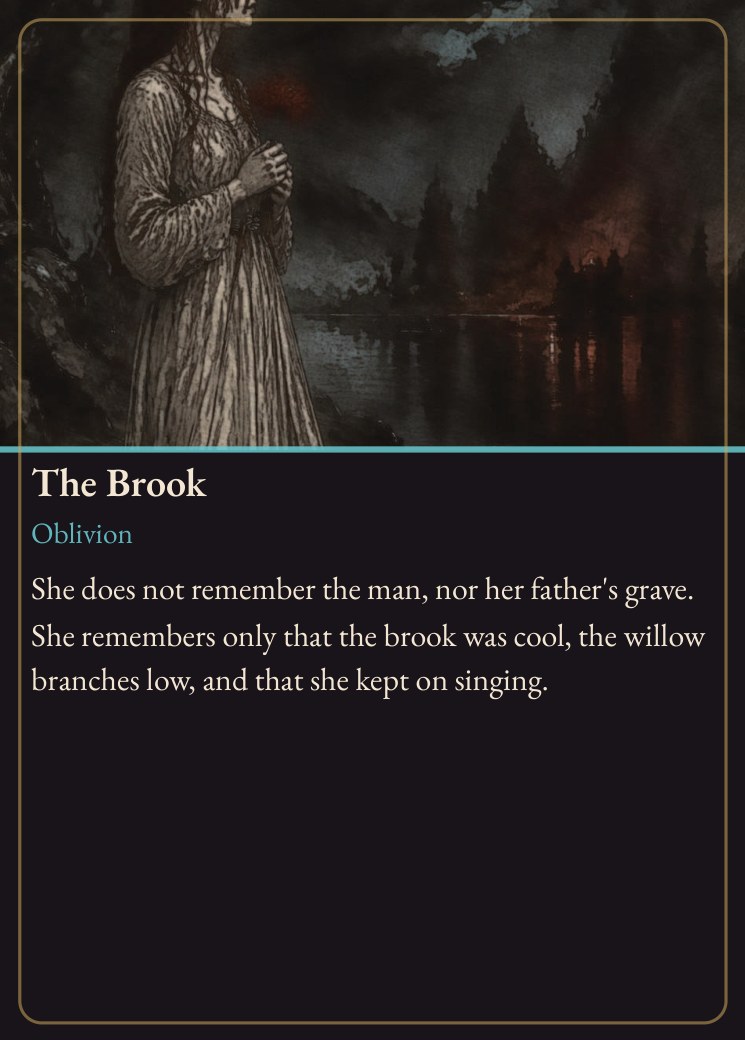 The Brook
Oblivion
She does not remember the man, nor her father's grave.
She remembers only that the brook was cool, the willow
branches low, and that she kept on singing.